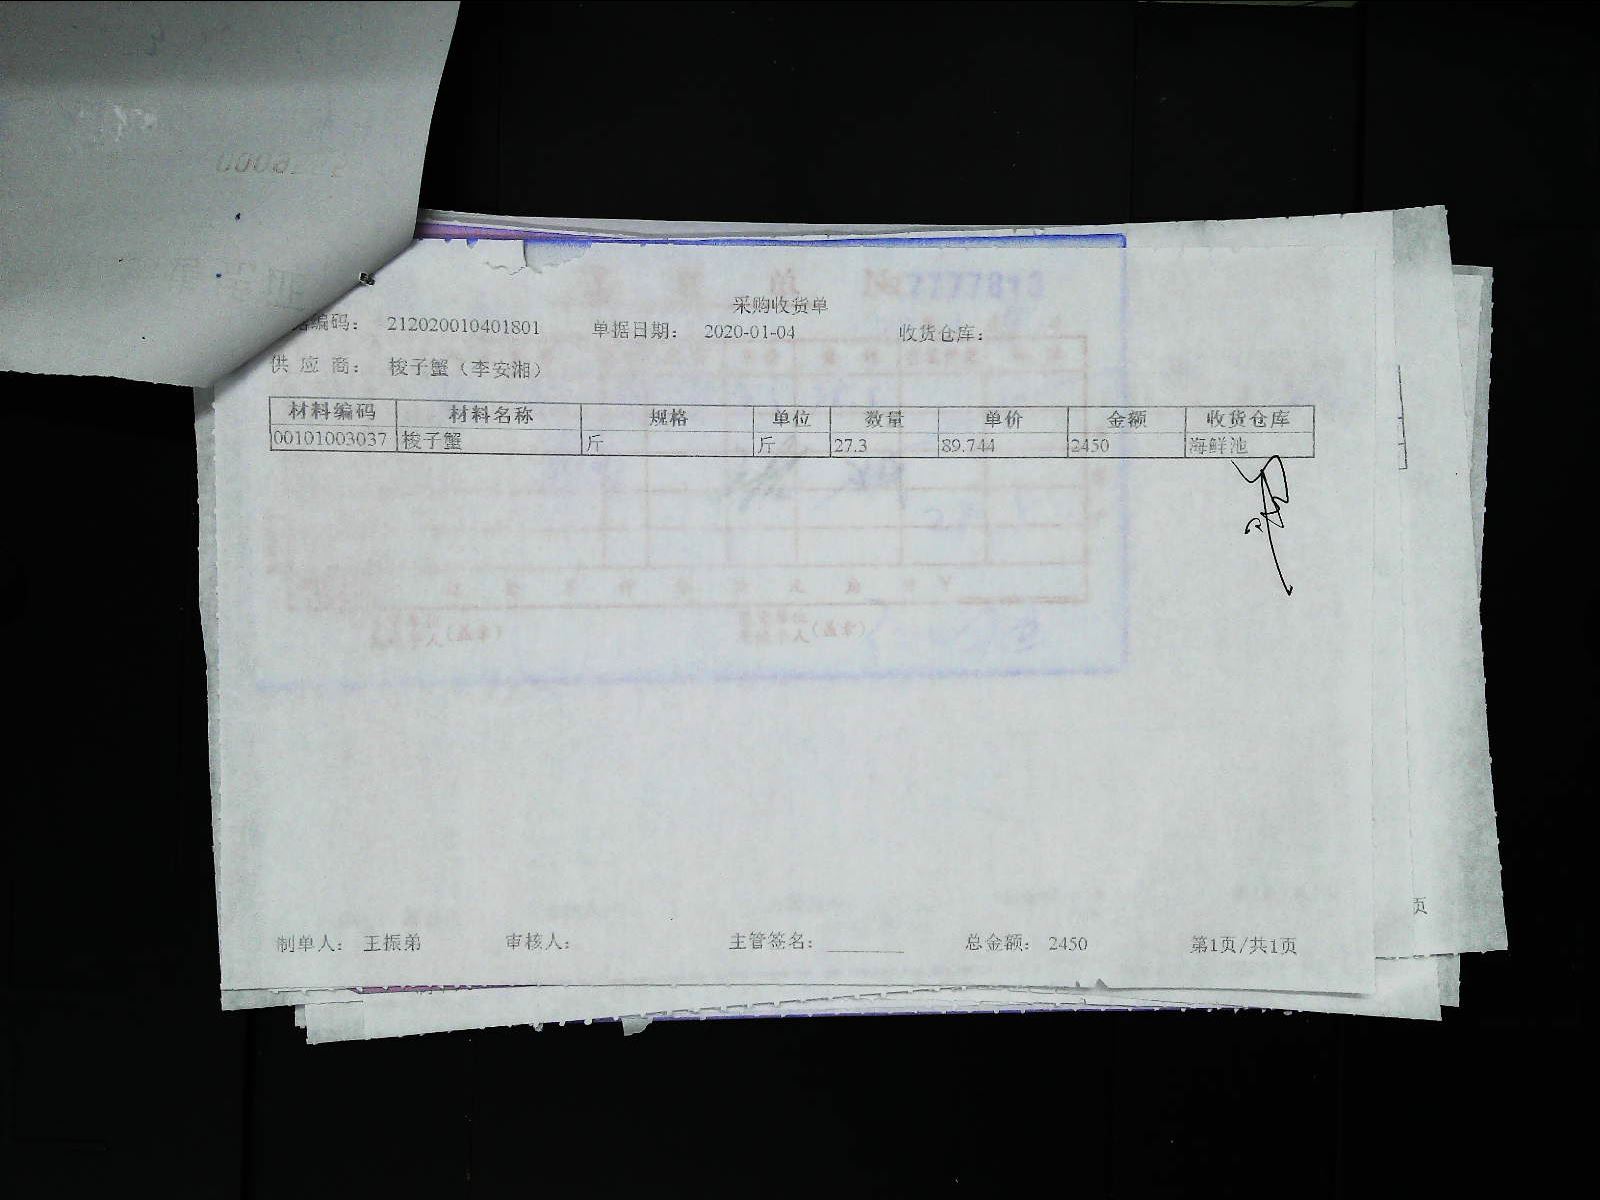 采购收货单
编码： 212020010401801 单据日期： 2020-01-04 收货仓库：
供 应 商： 梭子蟹（李安湘）
材料编码 材料名称 规格 单位 数量 单价 金额 收货仓库
00101003037 梭子蟹 斤 斤 27.3 89.744 2450 海鲜池
制单人： 王振弟 审核人： 主管签名： 总金额： 2450 第1页/共1页
页